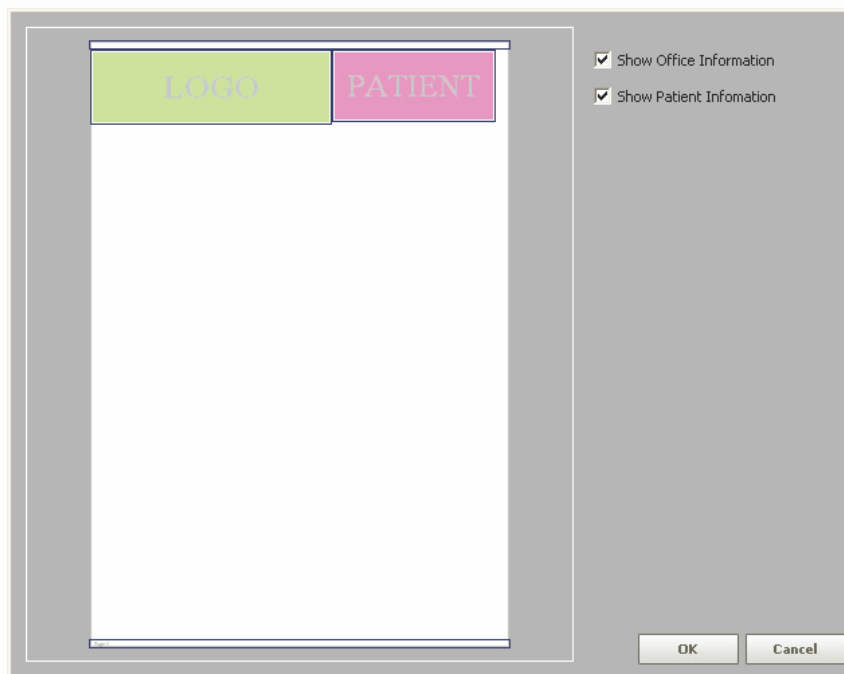 LOGO
PATIENT
Show Office Information
Show Patient Infomation
OK
Cancel